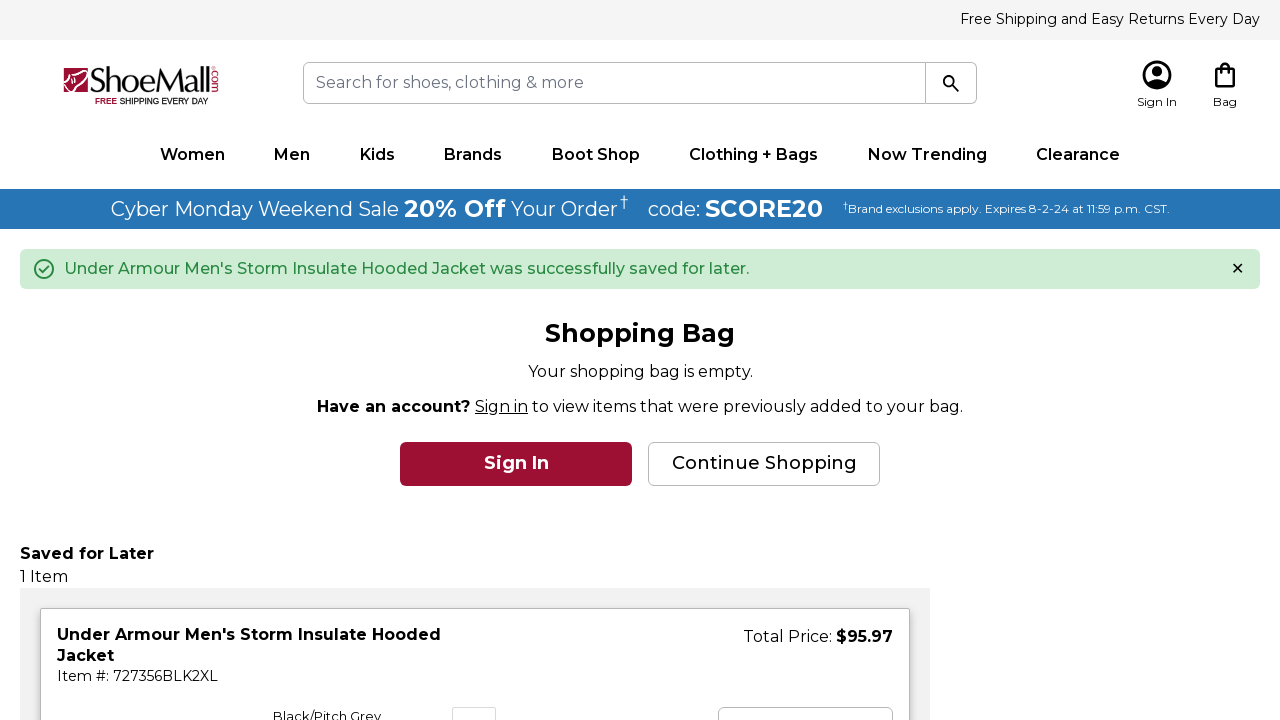 Free Shipping and Easy Returns Every Day
ShoeMall.com®
FREE SHIPPING EVERY DAY
Search for shoes, clothing & more
Sign In
Bag
Women Men Kids Brands Boot Shop Clothing + Bags Now Trending Clearance
Cyber Monday Weekend Sale 20% Off Your Order† code: SCORE20 †Brand exclusions apply. Expires 8-2-24 at 11:59 p.m. CST.
Under Armour Men's Storm Insulate Hooded Jacket was successfully saved for later.
Shopping Bag
Your shopping bag is empty.
Have an account? Sign in to view items that were previously added to your bag.
Sign In
Continue Shopping
Saved for Later
1 Item
Under Armour Men's Storm Insulate Hooded
Jacket
Total Price: $95.97
Item #: 727356BLK2XL
Black/Pitch Grey